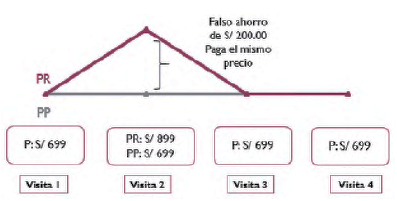 Falso ahorro
de S/ 200.00
Paga el mismo
precio
PR
PP
P: S/ 699
PR: S/ 899
PP: S/ 699
P: S/ 699
P: S/ 699
Visita 1
Visita 2
Visita 3
Visita 4